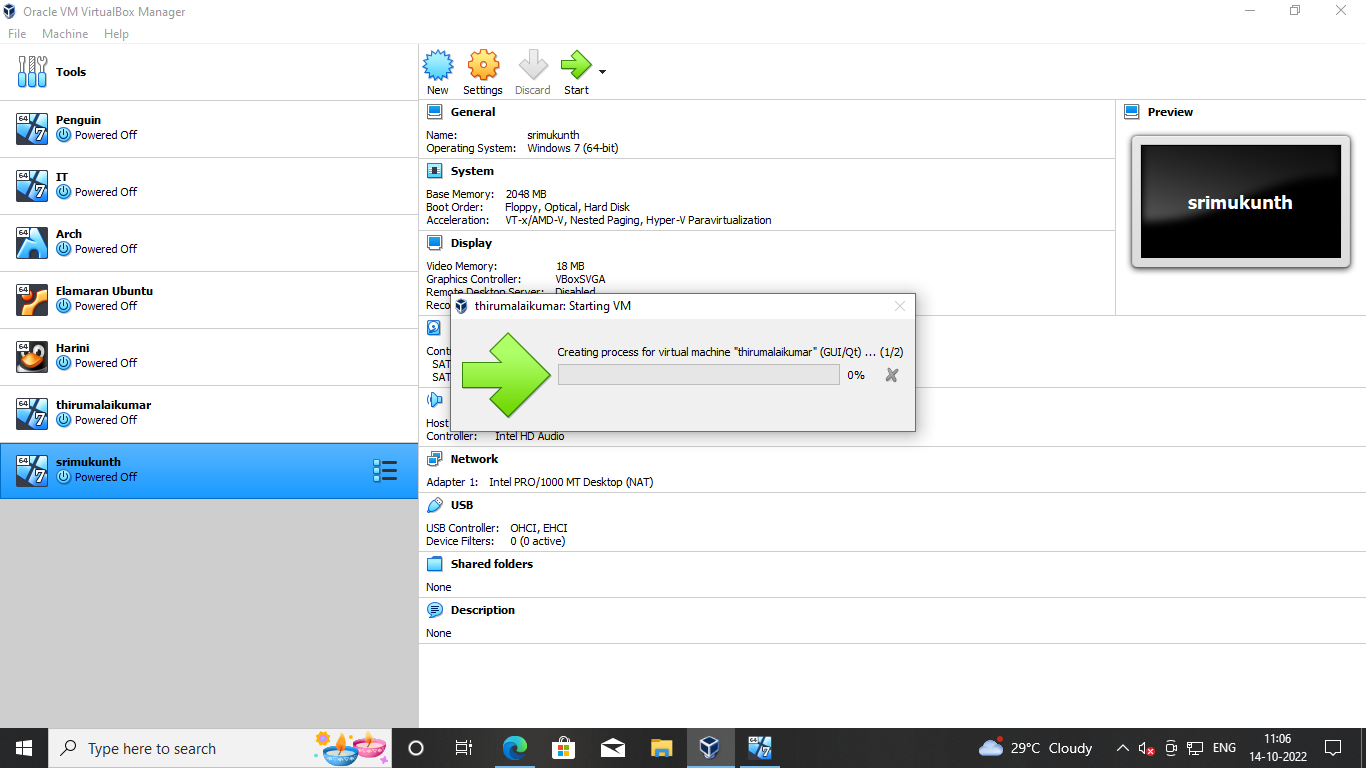 Oracle VM VirtualBox Manager
File Machine Help
Tools
Penguin
Powered Off
IT
Powered Off
Arch
Powered Off
Elamaran Ubuntu
Powered Off
Harini
Powered Off
thirumalaikumar
Powered Off
srimukunth
Powered Off
New Settings Discard Start
General
Name: srimukunth
Operating System: Windows 7 (64-bit)
System
Base Memory: 2048 MB
Boot Order: Floppy, Optical, Hard Disk
Acceleration: VT-x/AMD-V, Nested Paging, Hyper-V Paravirtualization
Display
Video Memory: 18 MB
Graphics Controller: VBoxSVGA
Remote Desktop Server: Disabled
Reco
Preview
srimukunth
thirumalaikumar: Starting VM
Creating process for virtual machine "thirumalaikumar" (GUI/Qt) ... (1/2)
0%
Cont
SAT
SAT
Host
Controller: Intel HD Audio
Network
Adapter 1: Intel PRO/1000 MT Desktop (NAT)
USB
USB Controller: OHCI, EHCI
Device Filters: 0 (0 active)
Shared folders
None
Description
None
Type here to search
29°C Cloudy
ENG
11:06
14-10-2022